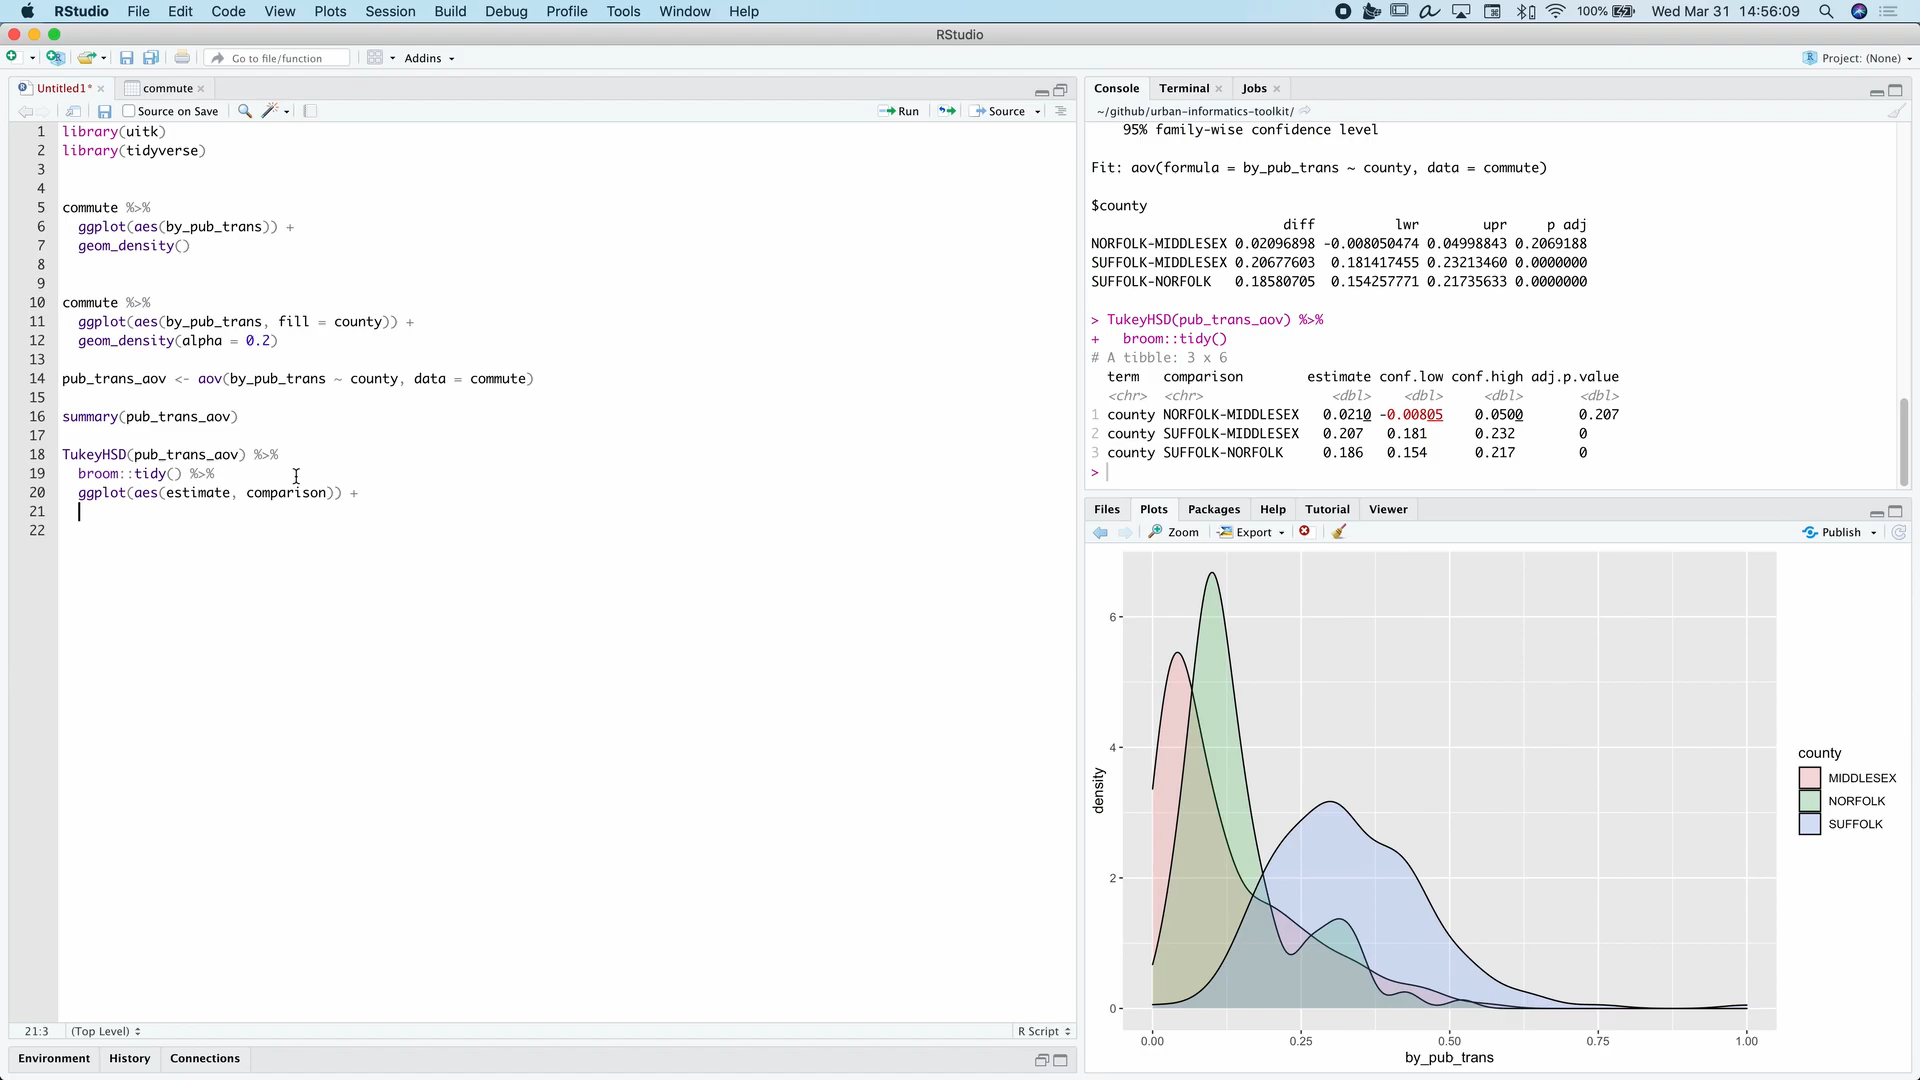 RStudio File Edit Code View Plots Session Build Debug Profile Tools Window Help 100% Wed Mar 31 14:56:09
RStudio
Go to file/function Addins Project: (None)
Untitled1* commute
Source on Save Run Source
1 library(uitk)
2 library(tidyverse)
3
4
5 commute %>%
6 ggplot(aes(by_pub_trans)) +
7 geom_density()
8
9
10 commute %>%
11 ggplot(aes(by_pub_trans, fill = county)) +
12 geom_density(alpha = 0.2)
13
14 pub_trans_aov <- aov(by_pub_trans ~ county, data = commute)
15
16 summary(pub_trans_aov)
17
18 TukeyHSD(pub_trans_aov) %>%
19 broom::tidy() %>%
20 ggplot(aes(estimate, comparison)) +
21
22
21:3 (Top Level) R Script
Environment History Connections
Console Terminal Jobs
~/github/urban-informatics-toolkit/
95% family-wise confidence level
Fit: aov(formula = by_pub_trans ~ county, data = commute)
$county
diff lwr upr p adj
NORFOLK-MIDDLESEX 0.02096898 -0.008050474 0.04998843 0.2069188
SUFFOLK-MIDDLESEX 0.20677603 0.181417455 0.23213460 0.0000000
SUFFOLK-NORFOLK 0.18580705 0.154257771 0.21735633 0.0000000
> TukeyHSD(pub_trans_aov) %>%
+ broom::tidy()
# A tibble: 3 x 6
term comparison estimate conf.low conf.high adj.p.value
<chr> <chr> <dbl> <dbl> <dbl> <dbl>
1 county NORFOLK-MIDDLESEX 0.0210 -0.00805 0.0500 0.207
2 county SUFFOLK-MIDDLESEX 0.207 0.181 0.232 0
3 county SUFFOLK-NORFOLK 0.186 0.154 0.217 0
>
Files Plots Packages Help Tutorial Viewer
Zoom Export Publish
6
4
2
0
density
0.00 0.25 0.50 0.75 1.00
by_pub_trans
county
MIDDLESEX
NORFOLK
SUFFOLK